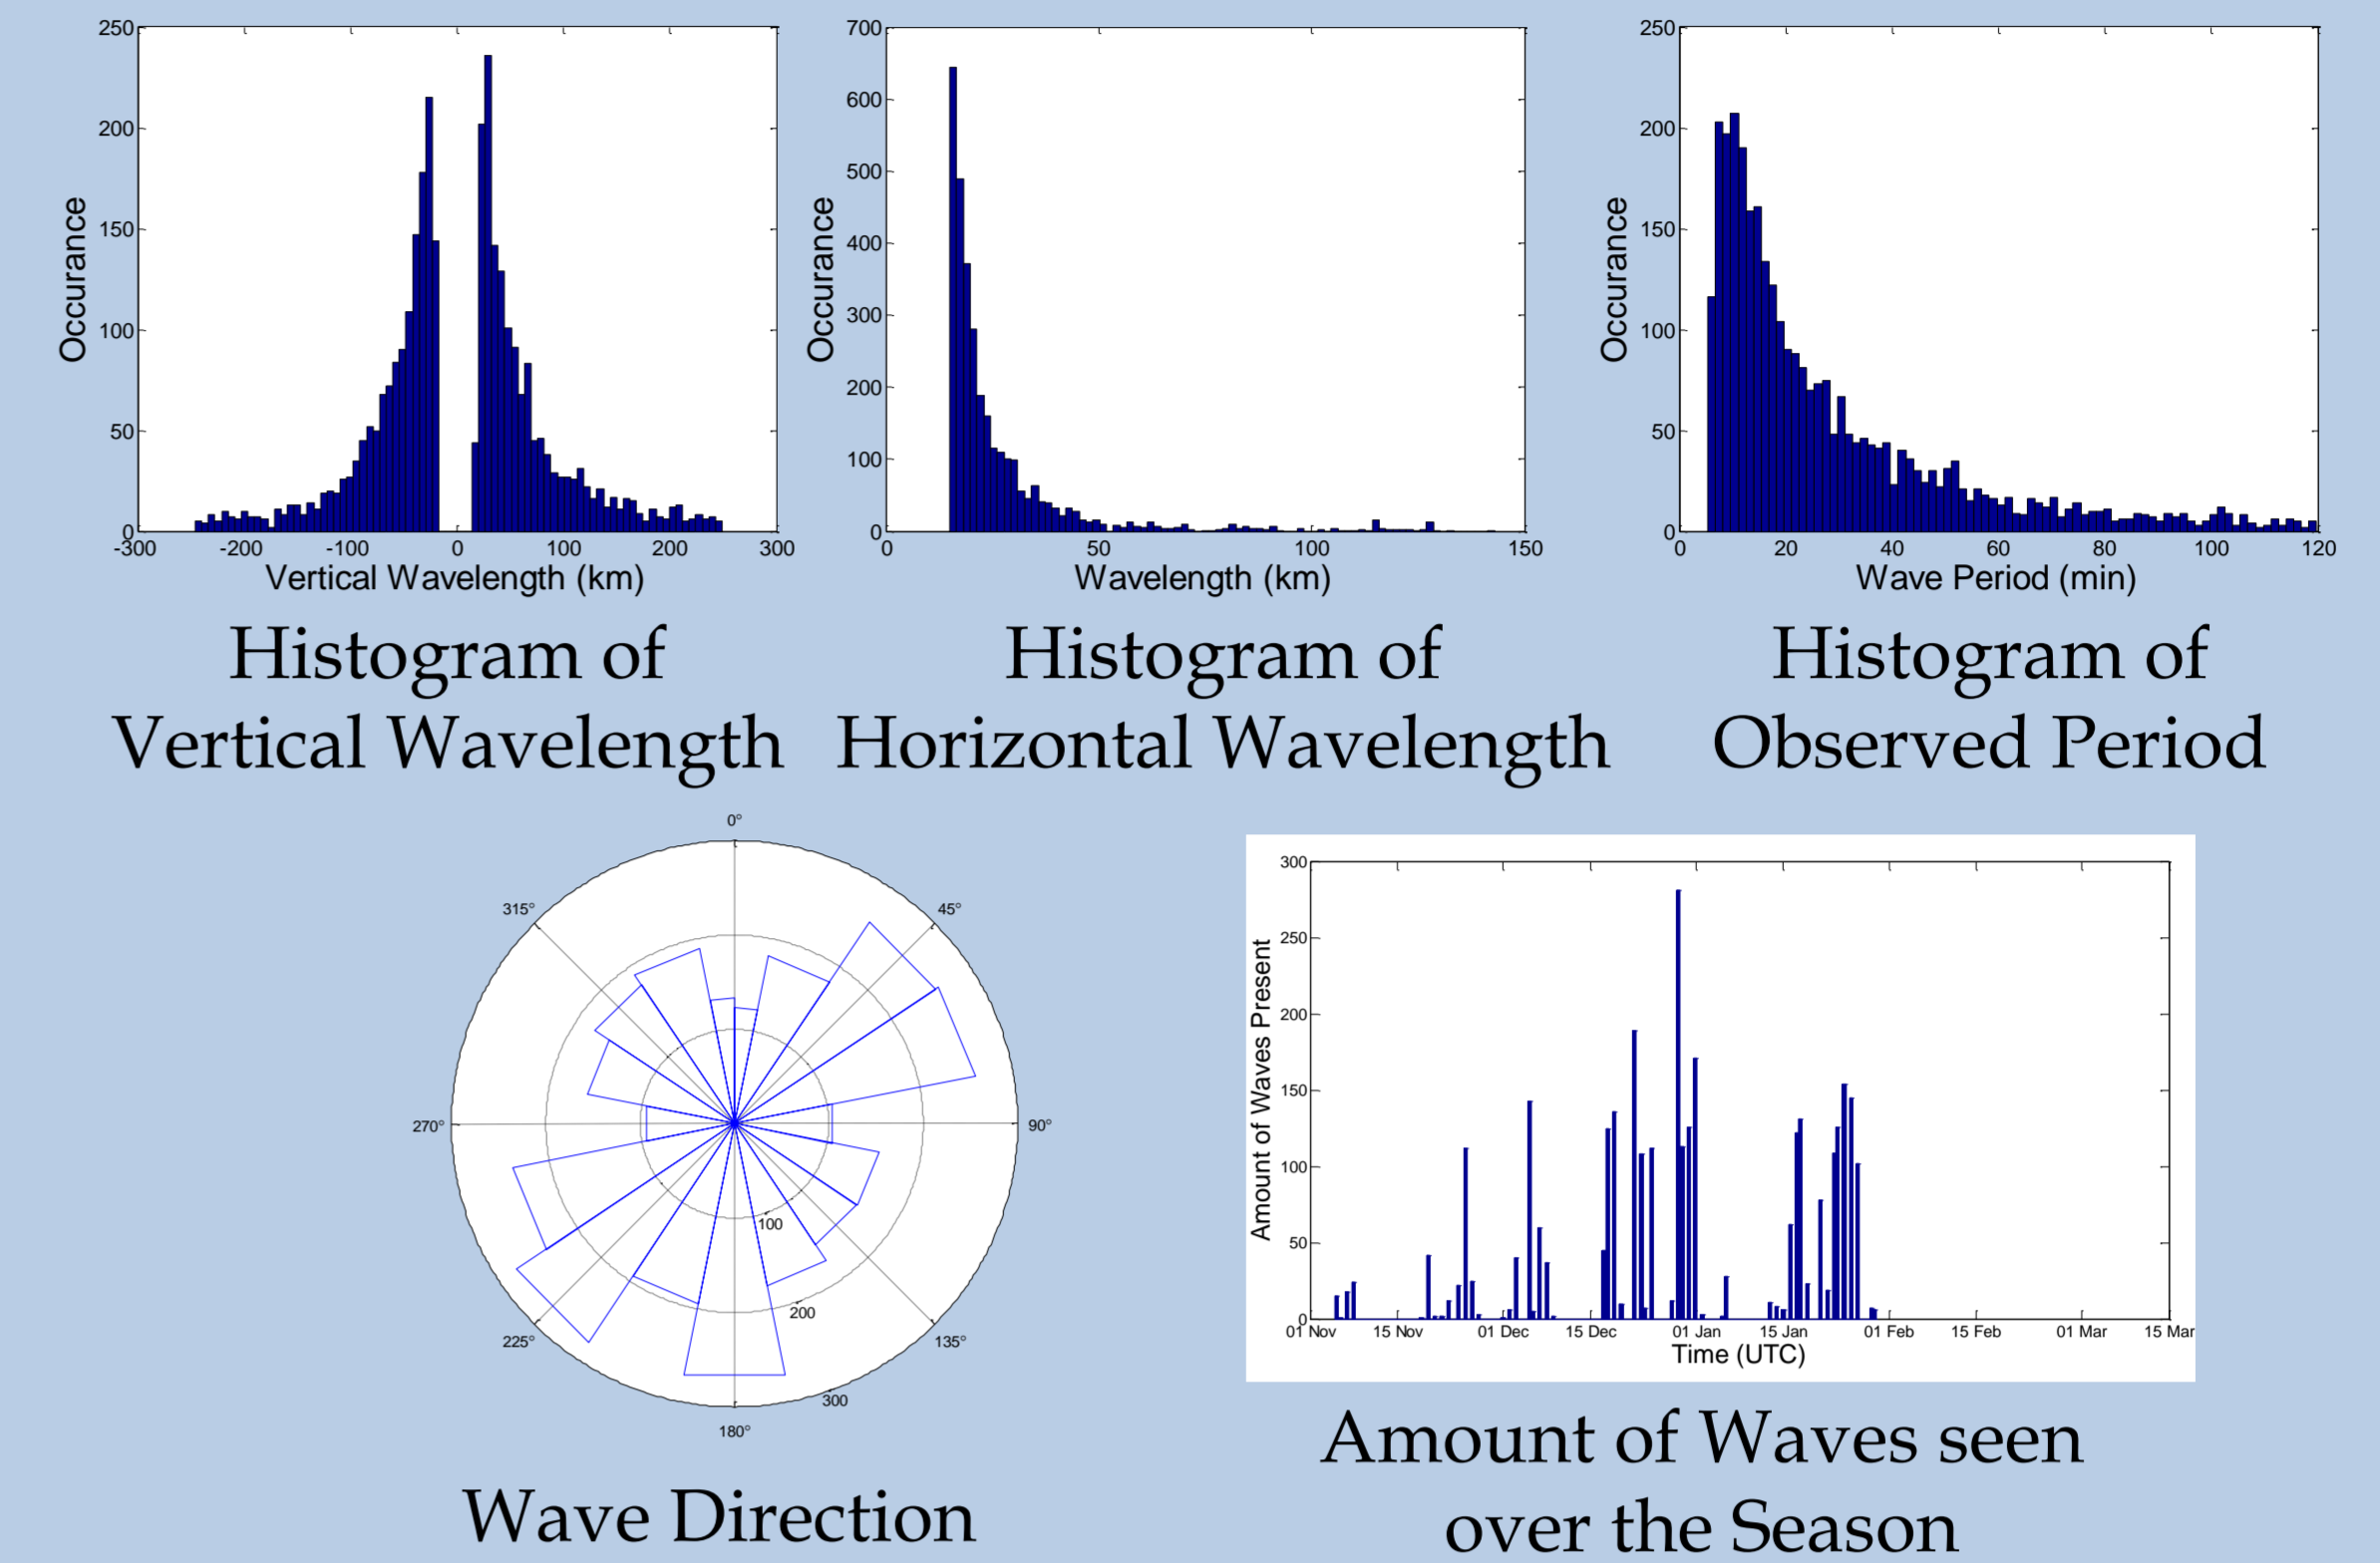 250
200
150
100
50
0
-300 -200 -100 0 100 200 300
Occurance
Vertical Wavelength (km)
Histogram of
Vertical Wavelength
700
600
500
400
300
200
100
0
0 50 100 150
Occurance
Wavelength (km)
Histogram of
Horizontal Wavelength
250
200
150
100
50
0
0 20 40 60 80 100 120
Occurance
Wave Period (min)
Histogram of
Observed Period
0°
315° 45°
270° 90°
100
200
225° 135°
300
180°
Wave Direction
300
250
200
150
100
50
0
01 Nov 15 Nov 01 Dec 15 Dec 01 Jan 15 Jan 01 Feb 15 Feb 01 Mar 15 Mar
Amount of Waves Present
Time (UTC)
Amount of Waves seen
over the Season